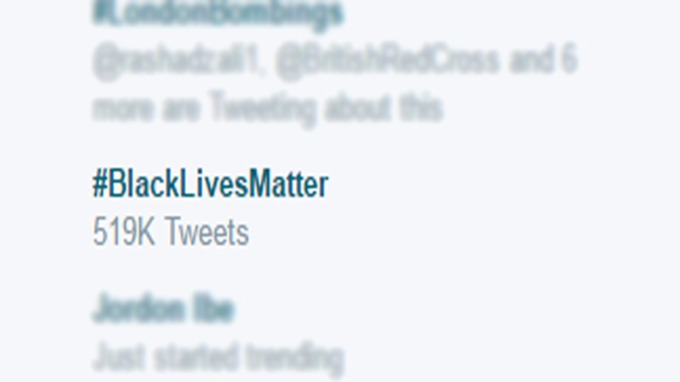 #LondonBombings
@rashadzali1, @BritishRedCross and 6
more are Tweeting about this
#BlackLivesMatter
519K Tweets
Jordon Ibe
Just started trending